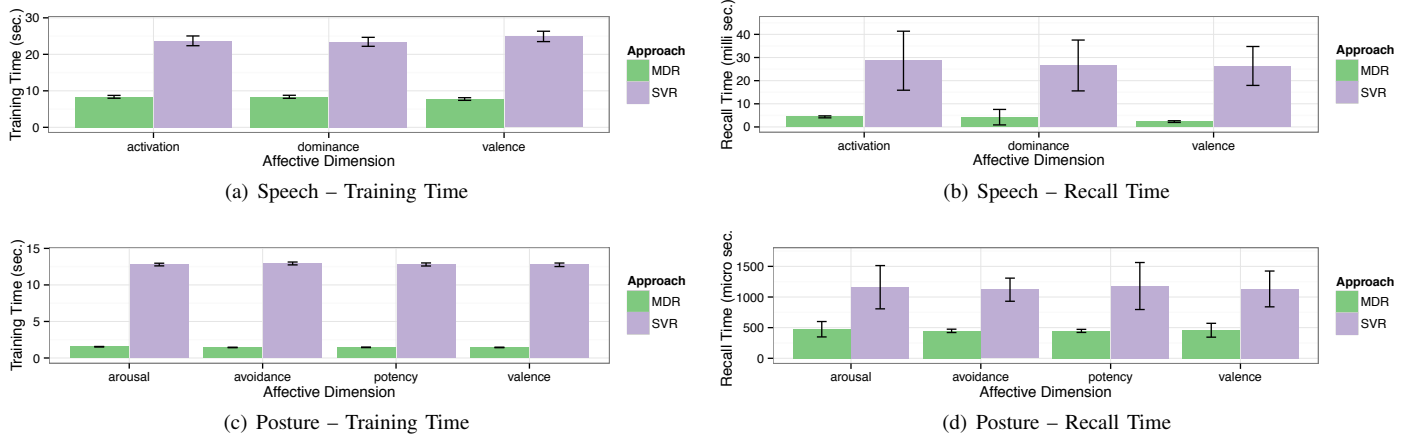 Training Time (sec.)
30
20
10
0
activation
dominance
valence
Affective Dimension
Approach
MDR
SVR
(a) Speech – Training Time
Recall Time (milli sec.)
40
30
20
10
0
activation
dominance
valence
Affective Dimension
Approach
MDR
SVR
(b) Speech – Recall Time
Training Time (sec.)
15
10
5
0
arousal
avoidance
potency
valence
Affective Dimension
Approach
MDR
SVR
(c) Posture – Training Time
Recall Time (micro sec.
1500
1000
500
0
arousal
avoidance
potency
valence
Affective Dimension
Approach
MDR
SVR
(d) Posture – Recall Time